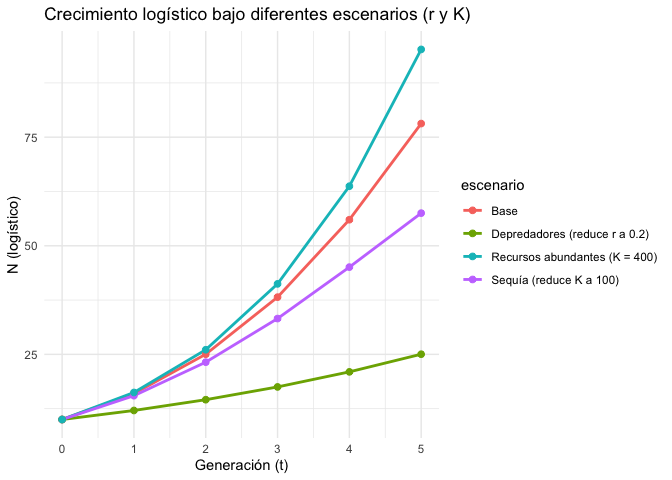 Crecimiento logístico bajo diferentes escenarios (r y K)
N (logístico)
75
50
25
0 1 2 3 4 5
Generación (t)
escenario
Base
Depredadores (reduce r a 0.2)
Recursos abundantes (K = 400)
Sequía (reduce K a 100)